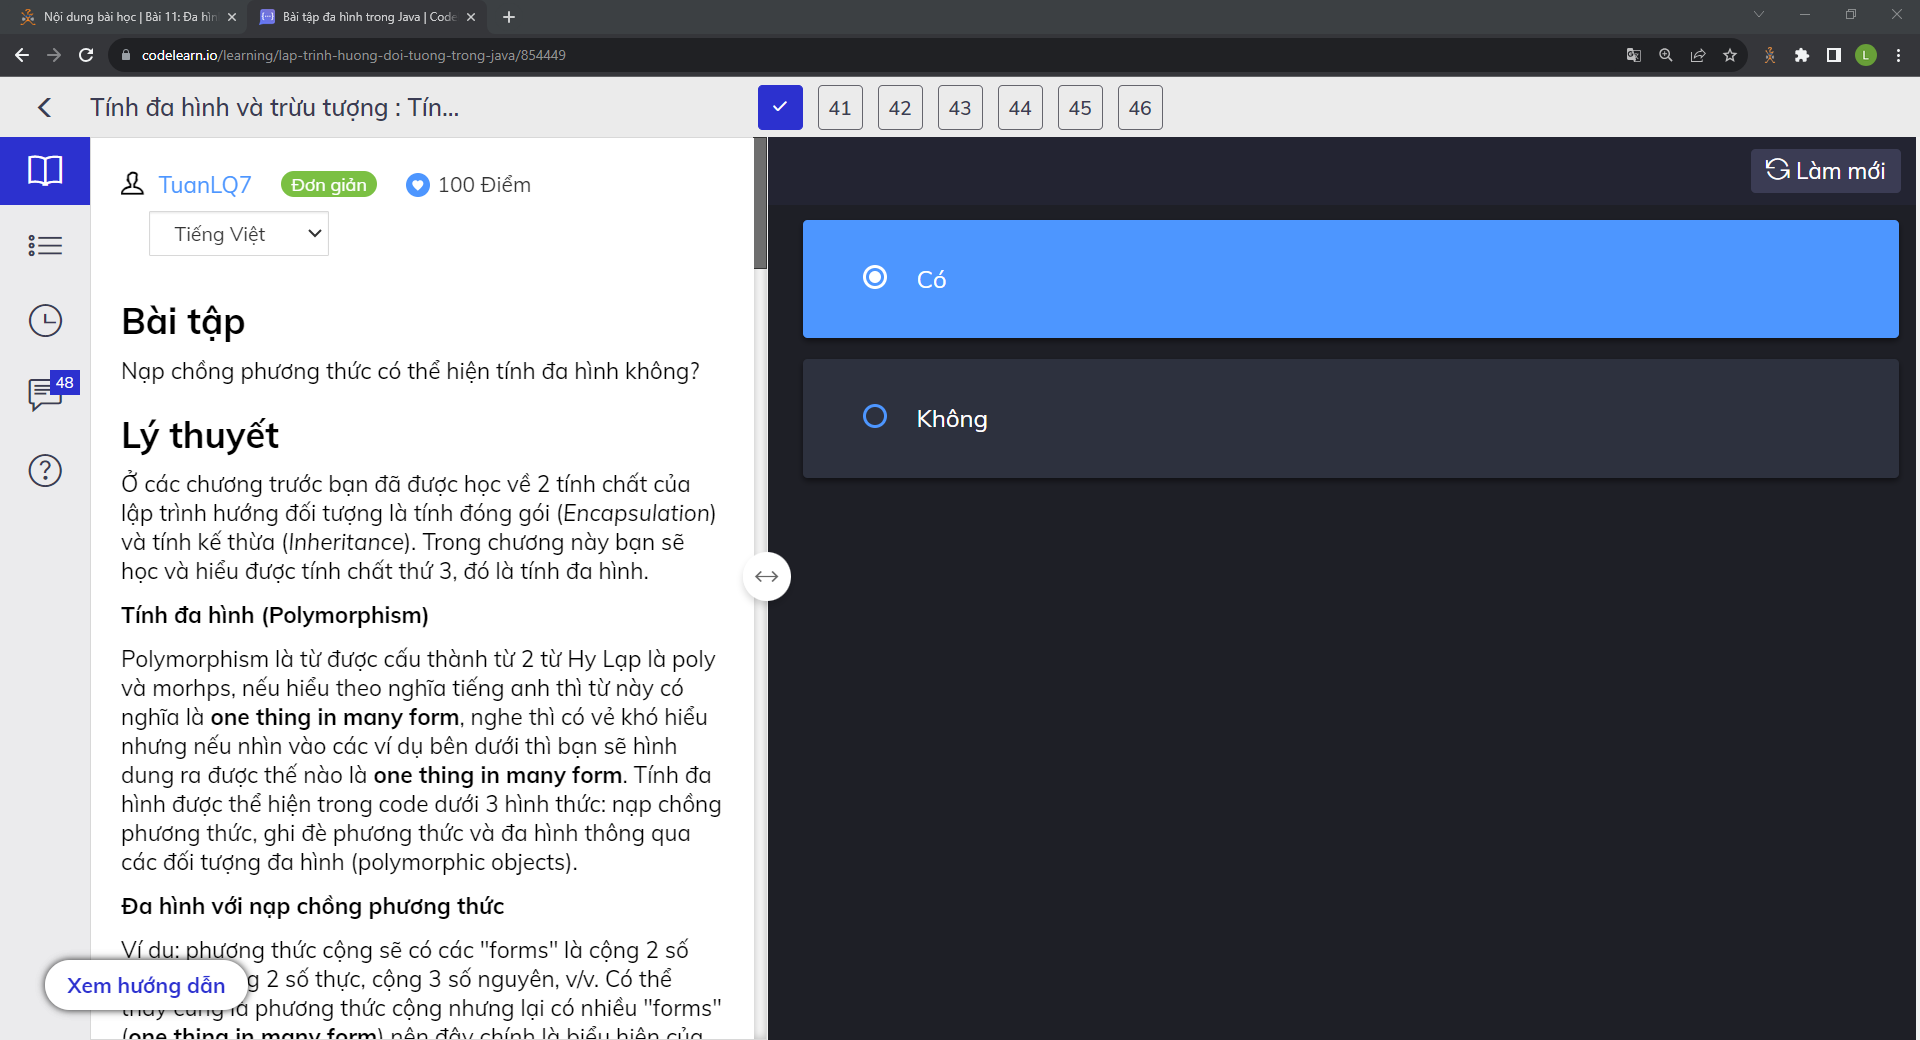 Nội dung bài học | Bài 11: Đa hìn
Bài tập đa hình trong Java | Code
codelearn.io/learning/lap-trinh-huong-doi-tuong-trong-java/854449
L
Tính đa hình và trừu tượng : Tín...
41 42 43 44 45 46
TuanLQ7 Đơn giản 100 Điểm
Tiếng Việt
Làm mới
Có
Không
48
Bài tập
Nạp chồng phương thức có thể hiện tính đa hình không?
Lý thuyết
Ở các chương trước bạn đã được học về 2 tính chất của
lập trình hướng đối tượng là tính đóng gói (Encapsulation)
và tính kế thừa (Inheritance). Trong chương này bạn sẽ
học và hiểu được tính chất thứ 3, đó là tính đa hình.
Tính đa hình (Polymorphism)
Polymorphism là từ được cấu thành từ 2 từ Hy Lạp là poly
và morhps, nếu hiểu theo nghĩa tiếng anh thì từ này có
nghĩa là one thing in many form, nghe thì có vẻ khó hiểu
nhưng nếu nhìn vào các ví dụ bên dưới thì bạn sẽ hình
dung ra được thế nào là one thing in many form. Tính đa
hình được thể hiện trong code dưới 3 hình thức: nạp chồng
phương thức, ghi đè phương thức và đa hình thông qua
các đối tượng đa hình (polymorphic objects).
Đa hình với nạp chồng phương thức
Ví dụ: phương thức cộng sẽ có các "forms" là cộng 2 số
2 số thực, cộng 3 số nguyên, v/v. Có thể
Xem hướng dẫn
là phương thức cộng nhưng lại có nhiều "forms"
(one thing in many form) nên đây chính là biểu hiện của